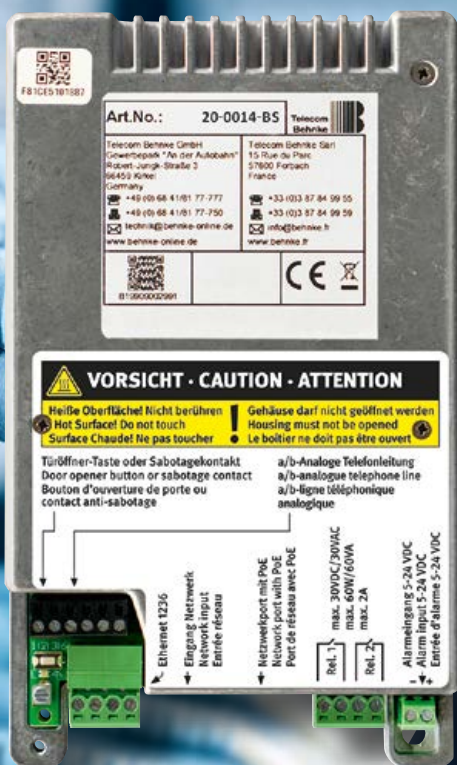 F81CE5101887
Art.No.: 20-0014-BS
Telecom
Behnke
Telecom Behnke GmbH
Gewerbepark "An der Autobahn"
Robert-Jungk-Straße 3
66459 Kirkel
Germany
+49 (0) 68 41/81 77-777
+49 (0) 68 41/81 77-750
technik@behnke-online.de
www.behnke-online.de
Telecom Behnke Sarl
15 Rue du Parc
57600 Forbach
France
+33 (0)3 87 84 99 55
+33 (0)3 87 84 99 59
info@behnke.fr
www.behnke.fr
B19909002991
CE
VORSICHT · CAUTION · ATTENTION
Heiße Oberfläche! Nicht berühren
Hot Surface! Do not touch
Surface Chaude! Ne pas toucher
!
Gehäuse darf nicht geöffnet werden
Housing must not be opened
Le boîtier ne doit pas être ouvert
Türöffner-Taste oder Sabotagekontakt
Door opener button or sabotage contact
Bouton d'ouverture de porte ou
contact anti-sabotage
a/b-Analoge Telefonleitung
a/b-analogue telephone line
a/b-ligne téléphonique
analogique
Ethernet 1236
Eingang Netzwerk
Network input
Entrée réseau
Netzwerkport mit PoE
Network port with PoE
Port de réseau avec PoE
Rel. 1
max. 30VDC/30VAC
max. 60W/60VA
max. 2A
Rel. 2
Alarmeingang 5-24 VDC
Alarm input 5-24 VDC
Entrée d'alarme 5-24 VDC
- +